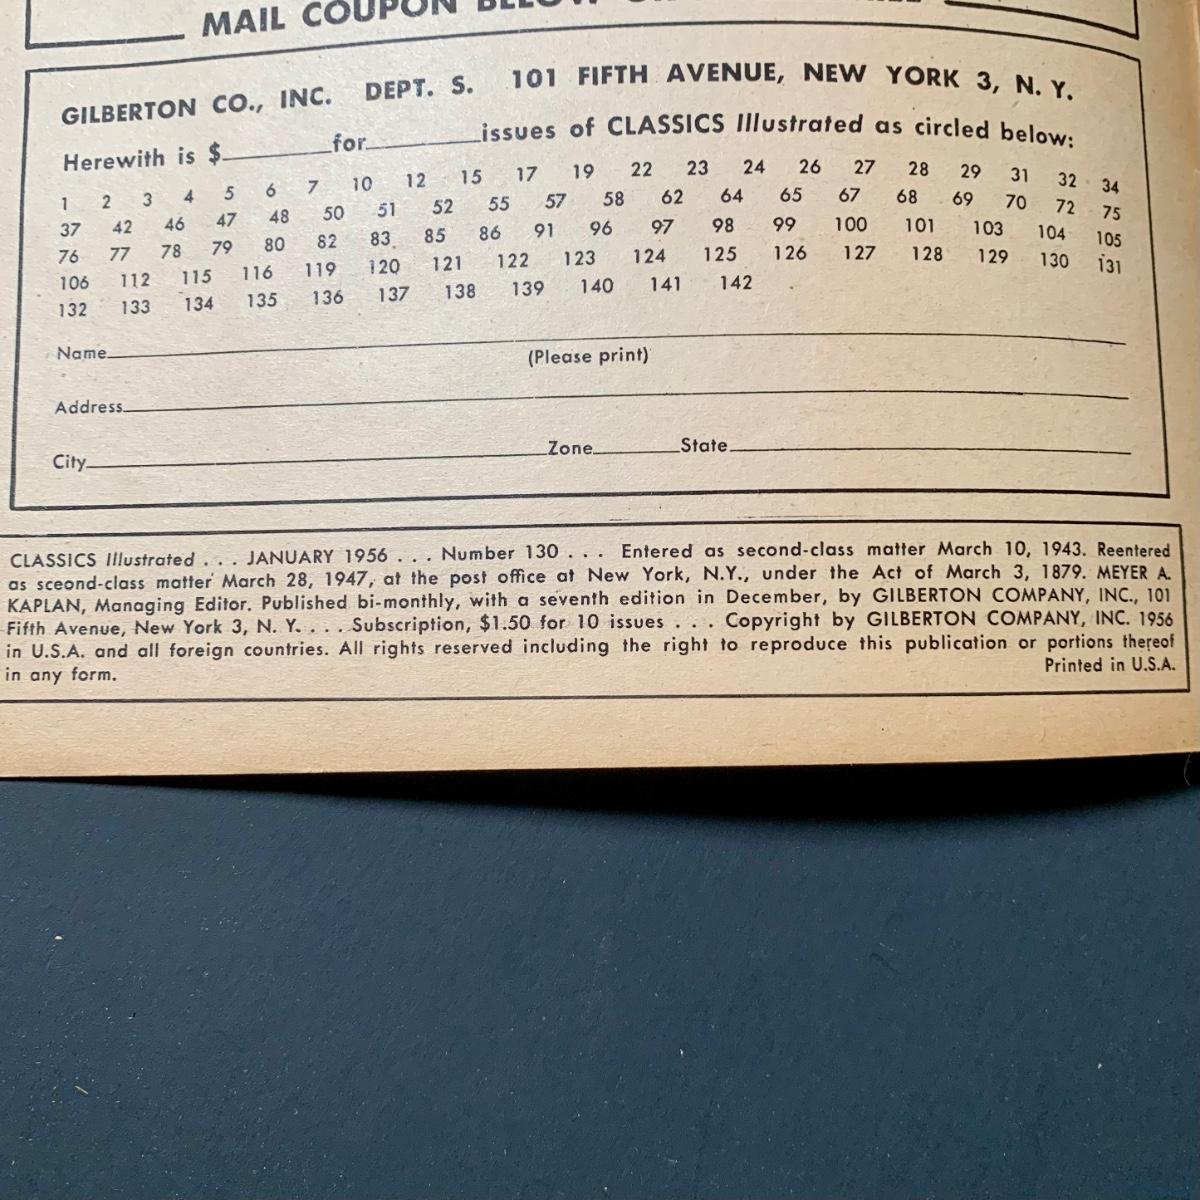 MAIL COUPON BELOW
GILBERTON CO., INC. DEPT. S. 101 FIFTH AVENUE, NEW YORK 3, N. Y.
Herewith is $ for issues of CLASSICS Illustrated as circled below:
1 2 3 4 5 6 7 10 12 15 17 19 22 23 24 26 27 28 29 31 32 34
37 42 46 47 48 50 51 52 55 57 58 62 64 65 67 68 69 70 72 75
76 77 78 79 80 82 83 85 86 91 96 97 98 99 100 101 103 104 105
106 112 115 116 119 120 121 122 123 124 125 126 127 128 129 130 131
132 133 134 135 136 137 138 139 140 141 142
Name
(Please print)
Address
City Zone State
CLASSICS Illustrated . . . JANUARY 1956 . . . Number 130 . . . Entered as second-class matter March 10, 1943. Reentered
as sceond-class matter March 28, 1947, at the post office at New York, N.Y., under the Act of March 3, 1879. MEYER A.
KAPLAN, Managing Editor. Published bi-monthly, with a seventh edition in December, by GILBERTON COMPANY, INC., 101
Fifth Avenue, New York 3, N. Y. . . . Subscription, $1.50 for 10 issues . . . Copyright by GILBERTON COMPANY, INC. 1956
in U.S.A. and all foreign countries. All rights reserved including the right to reproduce this publication or portions thereof
in any form. Printed in U.S.A.